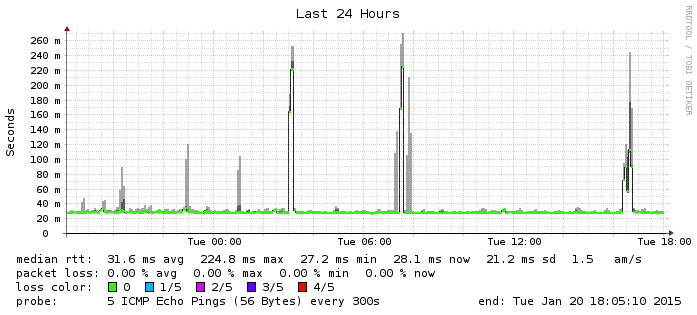 Last 24 Hours
RRDTOOL / TOBI OETIKER
Seconds
260 m
240 m
220 m
200 m
180 m
160 m
140 m
120 m
100 m
80 m
60 m
40 m
20 m
0
Tue 00:00 Tue 06:00 Tue 12:00 Tue 18:00
median rtt: 31.6 ms avg 224.8 ms max 27.2 ms min 28.1 ms now 21.2 ms sd 1.5 am/s
packet loss: 0.00 % avg 0.00 % max 0.00 % min 0.00 % now
loss color: 0 1/5 2/5 3/5 4/5
probe: 5 ICMP Echo Pings (56 Bytes) every 300s end: Tue Jan 20 18:05:10 2015